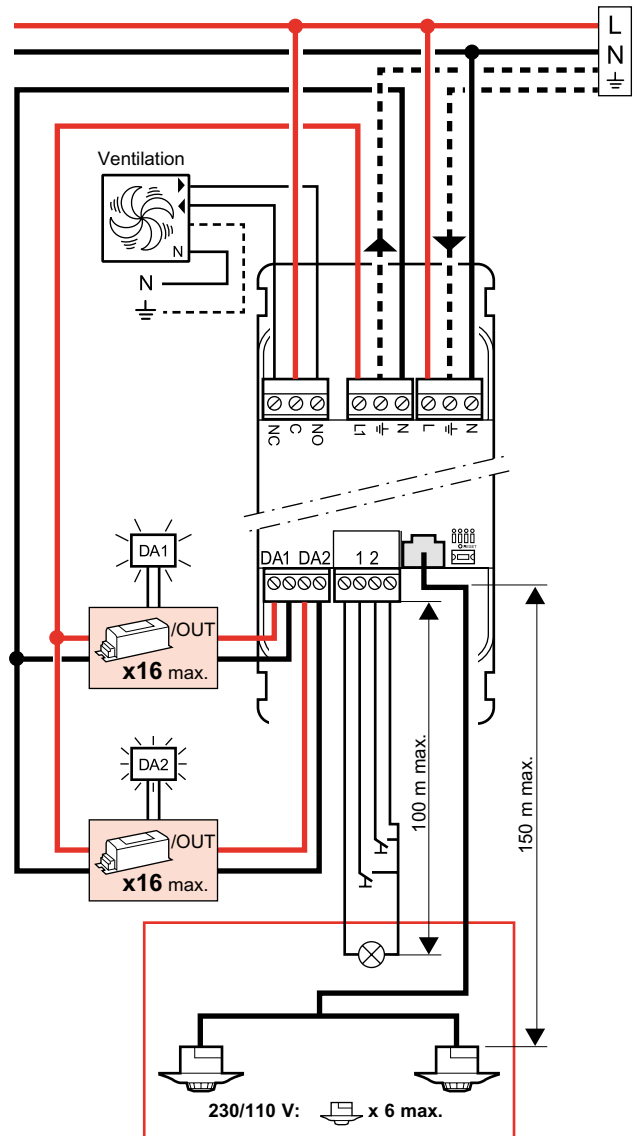 L
N
Ventilation
N
N
NC C NO L1 N L N
RESET
DA1 DA2 1 2
DA1
/OUT
x16 max.
DA2
/OUT
x16 max.
100 m max.
150 m max.
230/110 V: x 6 max.